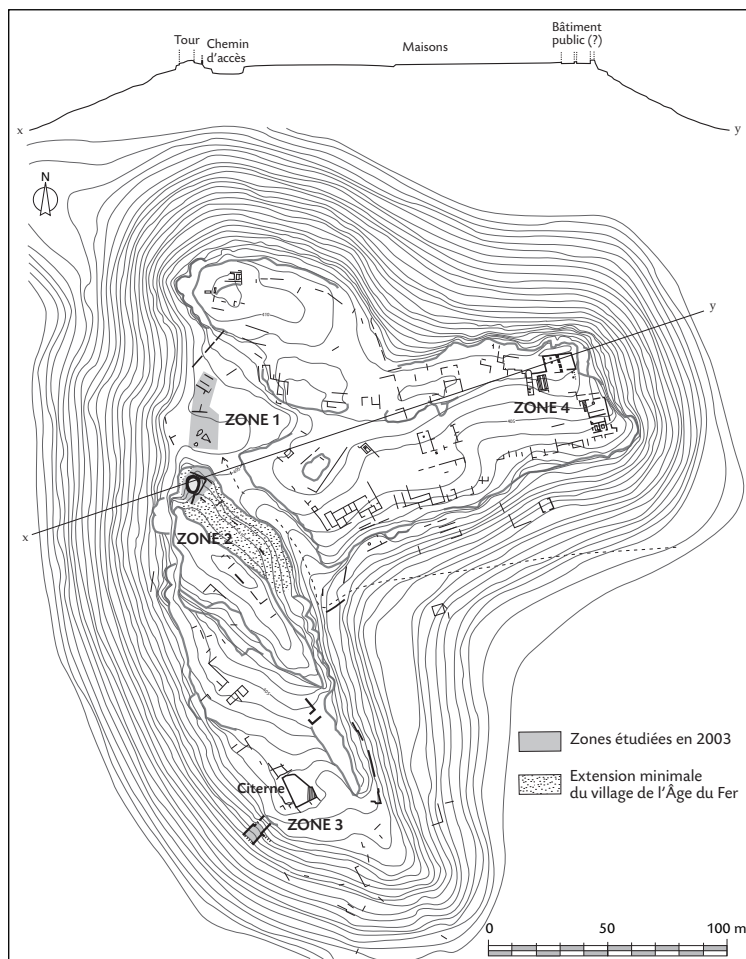 Tour
Chemin
d'accès
Maisons
Bâtiment
public (?)
x
y
N
y
ZONE 1
ZONE 4
x
ZONE 2
Zones étudiées en 2003
Extension minimale
du village de l'Âge du Fer
Citerne
ZONE 3
0
50
100 m